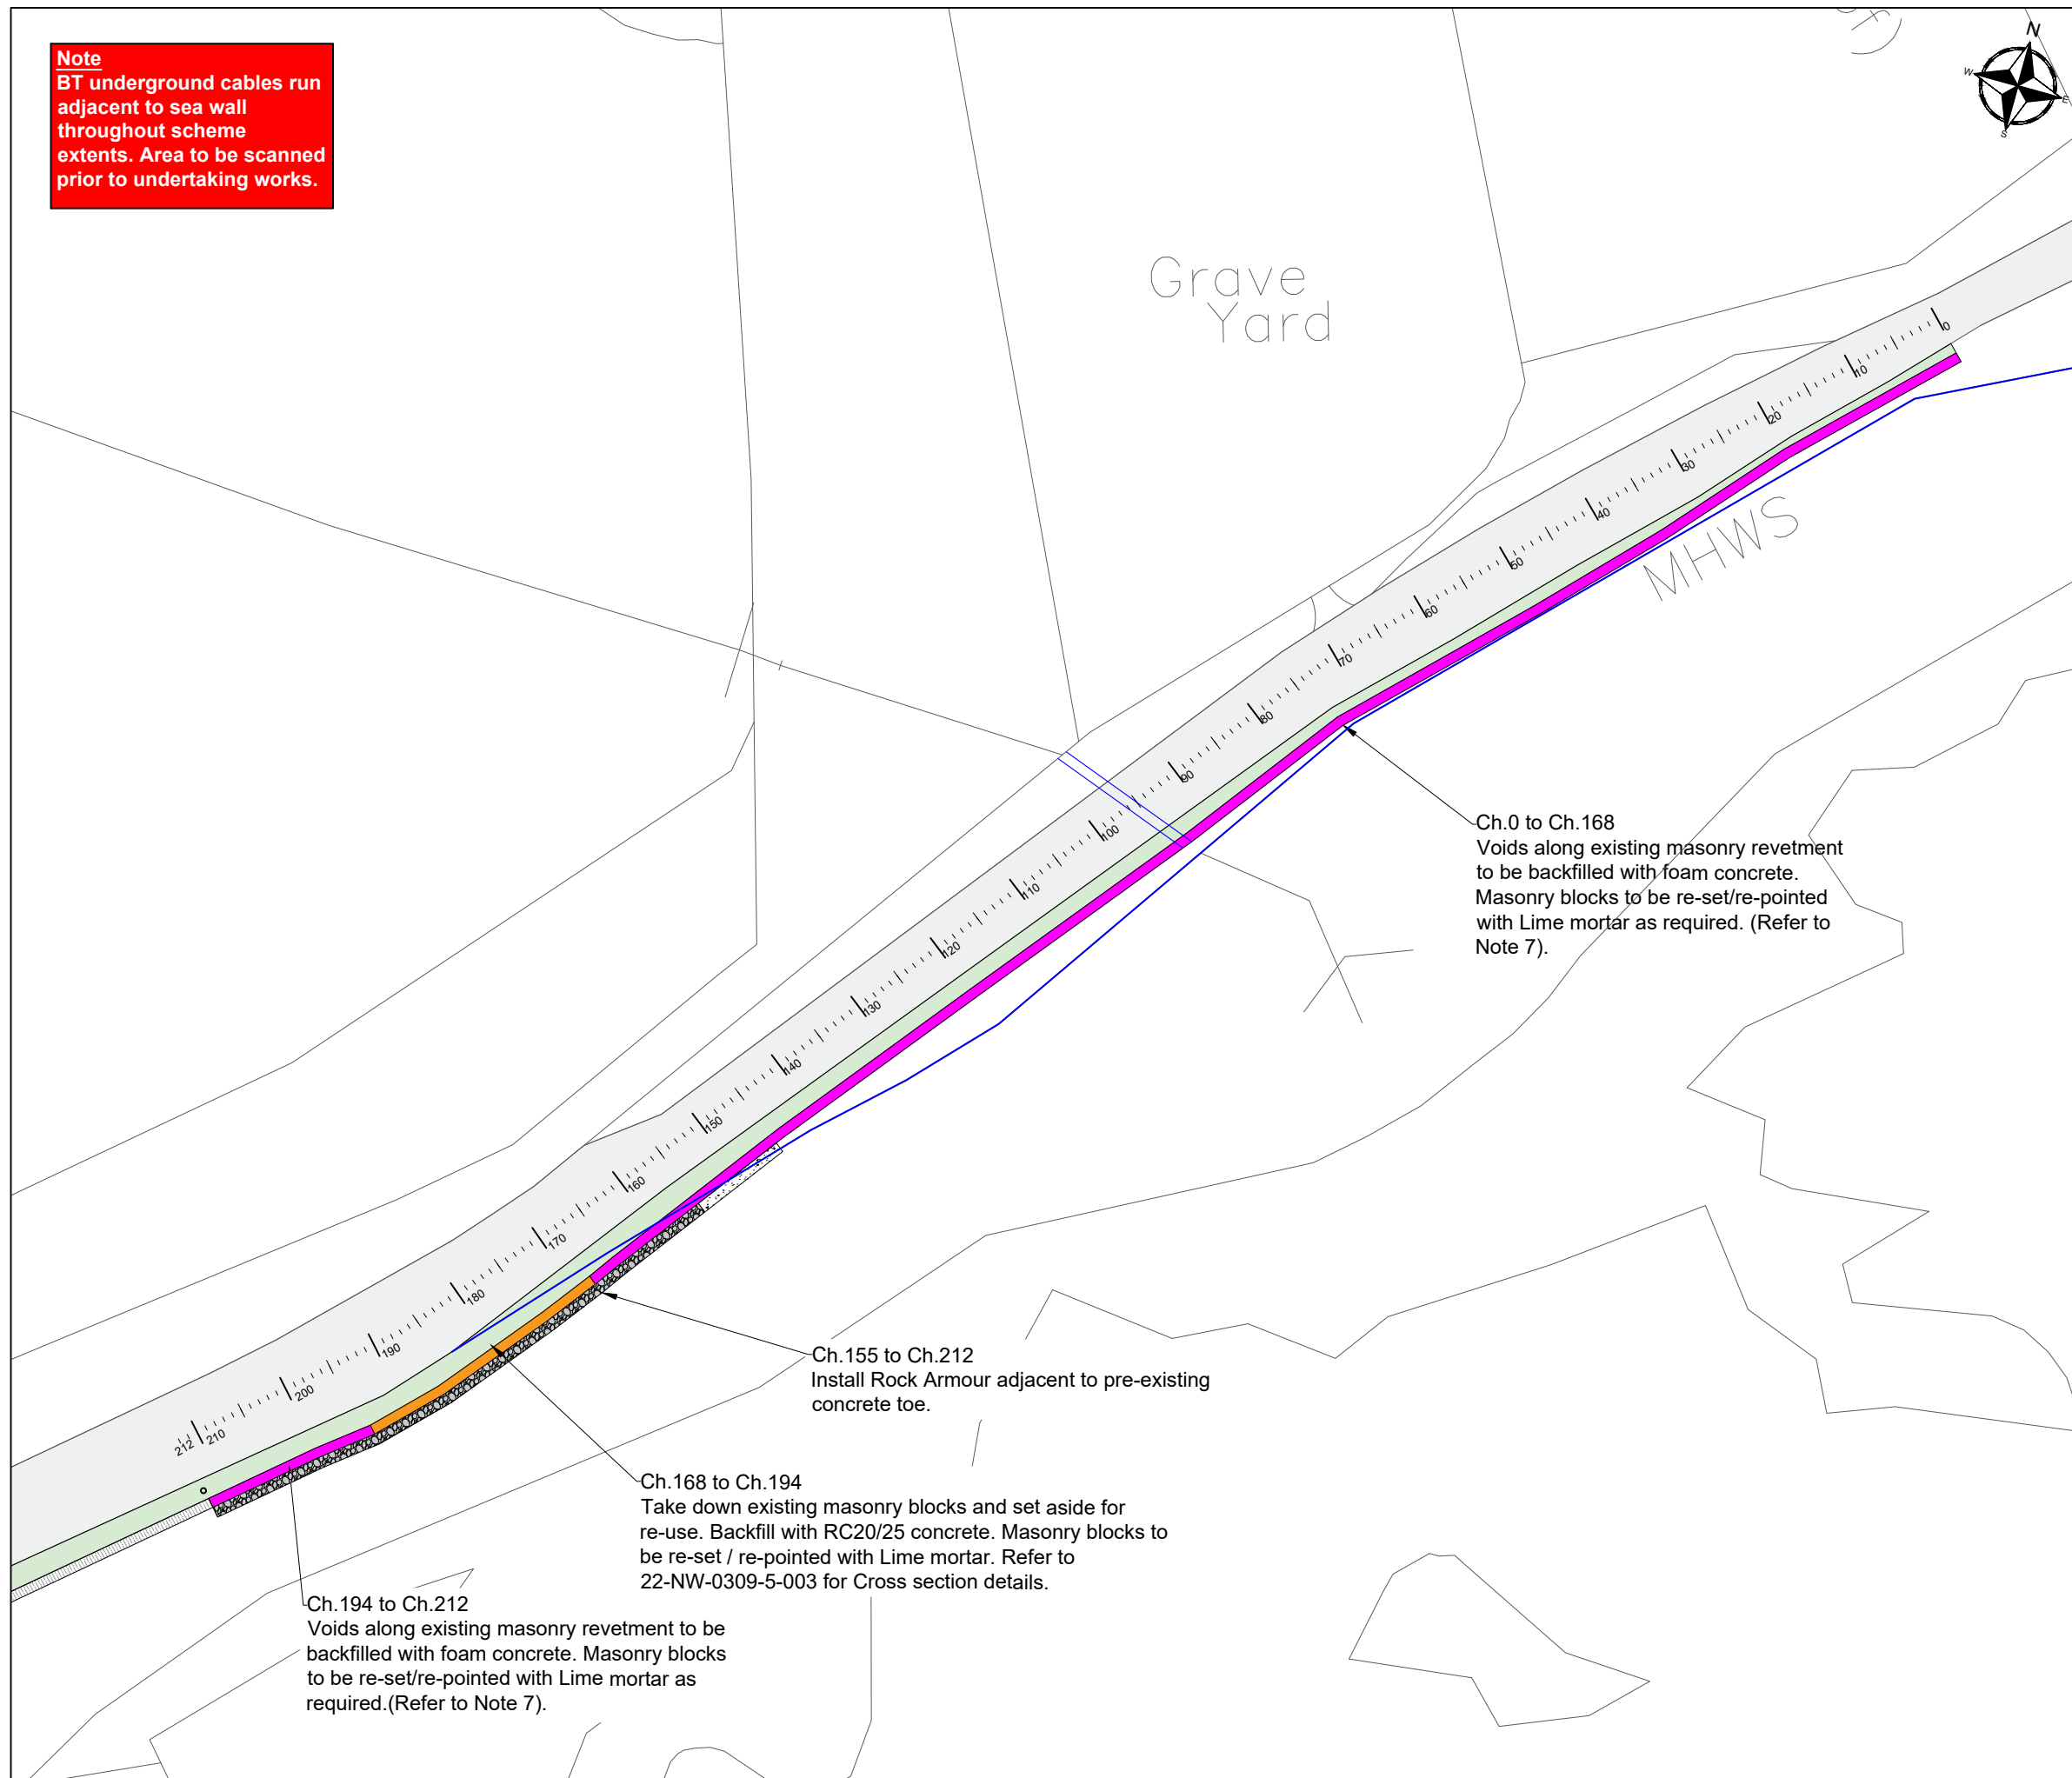 Note
BT underground cables run
adjacent to sea wall
throughout scheme
extents. Area to be scanned
prior to undertaking works.
N
W
E
S
Grave
Yard
0
10
20
30
40
50
60
70
80
90
100
110
120
130
140
150
160
170
180
190
200
210
212
MHWS
Ch.0 to Ch.168
Voids along existing masonry revetment
to be backfilled with foam concrete.
Masonry blocks to be re-set/re-pointed
with Lime mortar as required. (Refer to
Note 7).
Ch.155 to Ch.212
Install Rock Armour adjacent to pre-existing
concrete toe.
Ch.168 to Ch.194
Take down existing masonry blocks and set aside for
re-use. Backfill with RC20/25 concrete. Masonry blocks to
be re-set / re-pointed with Lime mortar. Refer to
22-NW-0309-5-003 for Cross section details.
Ch.194 to Ch.212
Voids along existing masonry revetment to be
backfilled with foam concrete. Masonry blocks
to be re-set/re-pointed with Lime mortar as
required.(Refer to Note 7).